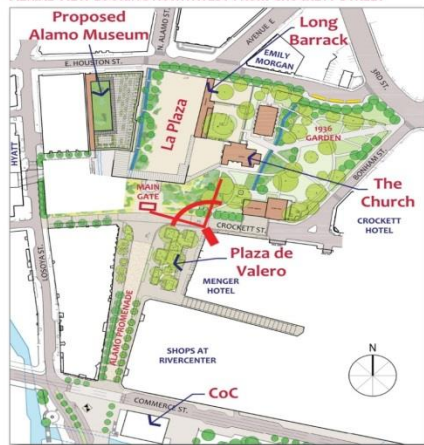 Proposed
Alamo Museum
N. ALAMO ST.
AVENUE E
Long
Barrack
EMILY
MORGAN
E. HOUSTON ST.
3RD ST.
La Plaza
1936
GARDEN
HYATT
BONHAM ST.
MAIN
GATE
The
Church
CROCKETT
HOTEL
CROCKETT ST.
LOSOYA ST.
Plaza de
Valero
MENGER
HOTEL
ALAMO PROMENADE
N
SHOPS AT
RIVERCENTER
CoC
COMMERCE ST.